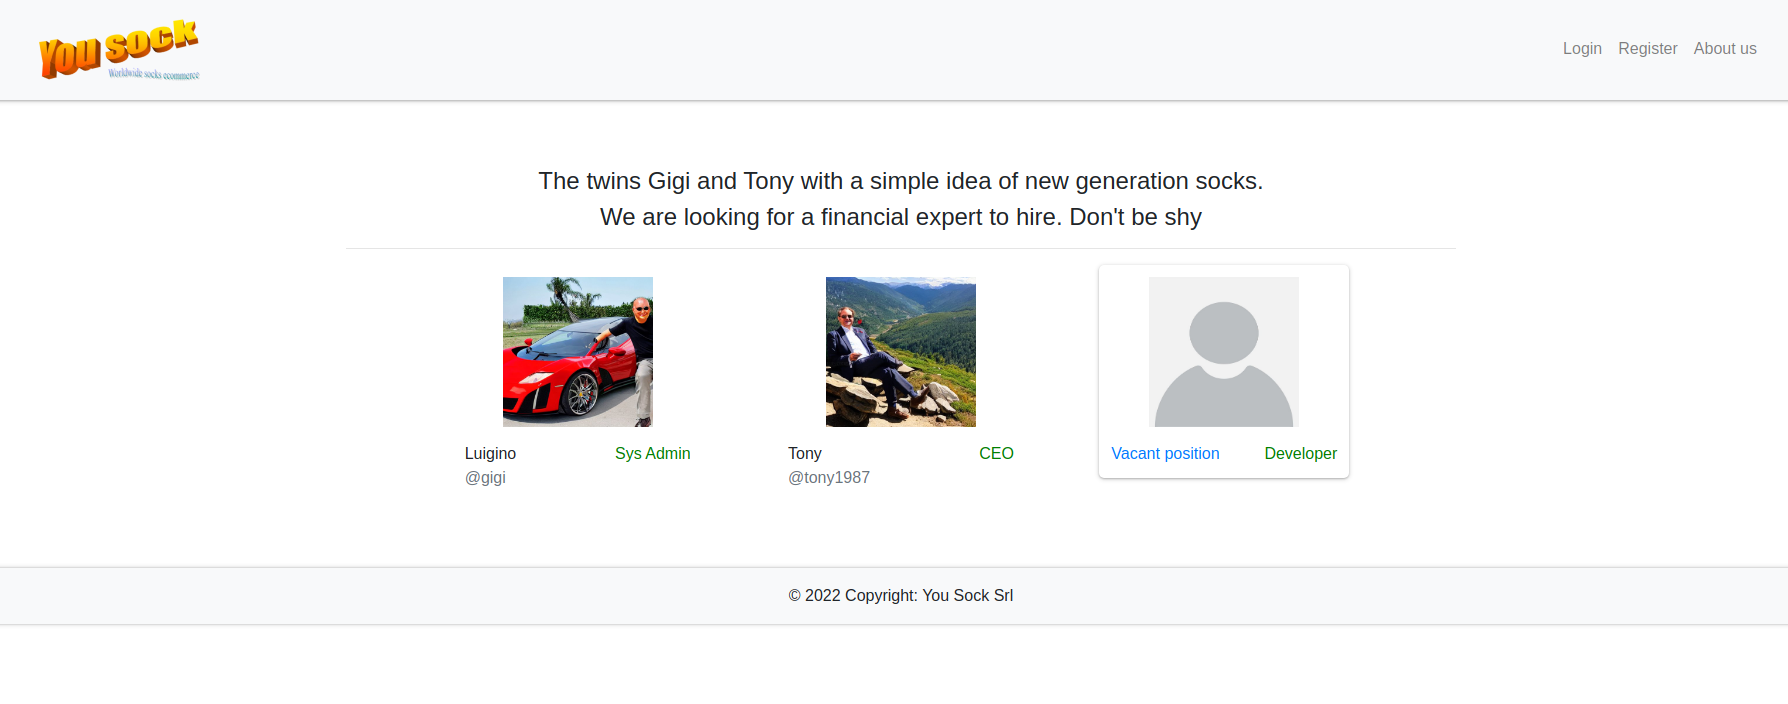 You sock
Worldwide socks ecommerce
Login Register About us
The twins Gigi and Tony with a simple idea of new generation socks.
We are looking for a financial expert to hire. Don't be shy
Luigino Sys Admin
@gigi
Tony CEO
@tony1987
Vacant position Developer
© 2022 Copyright: You Sock Srl